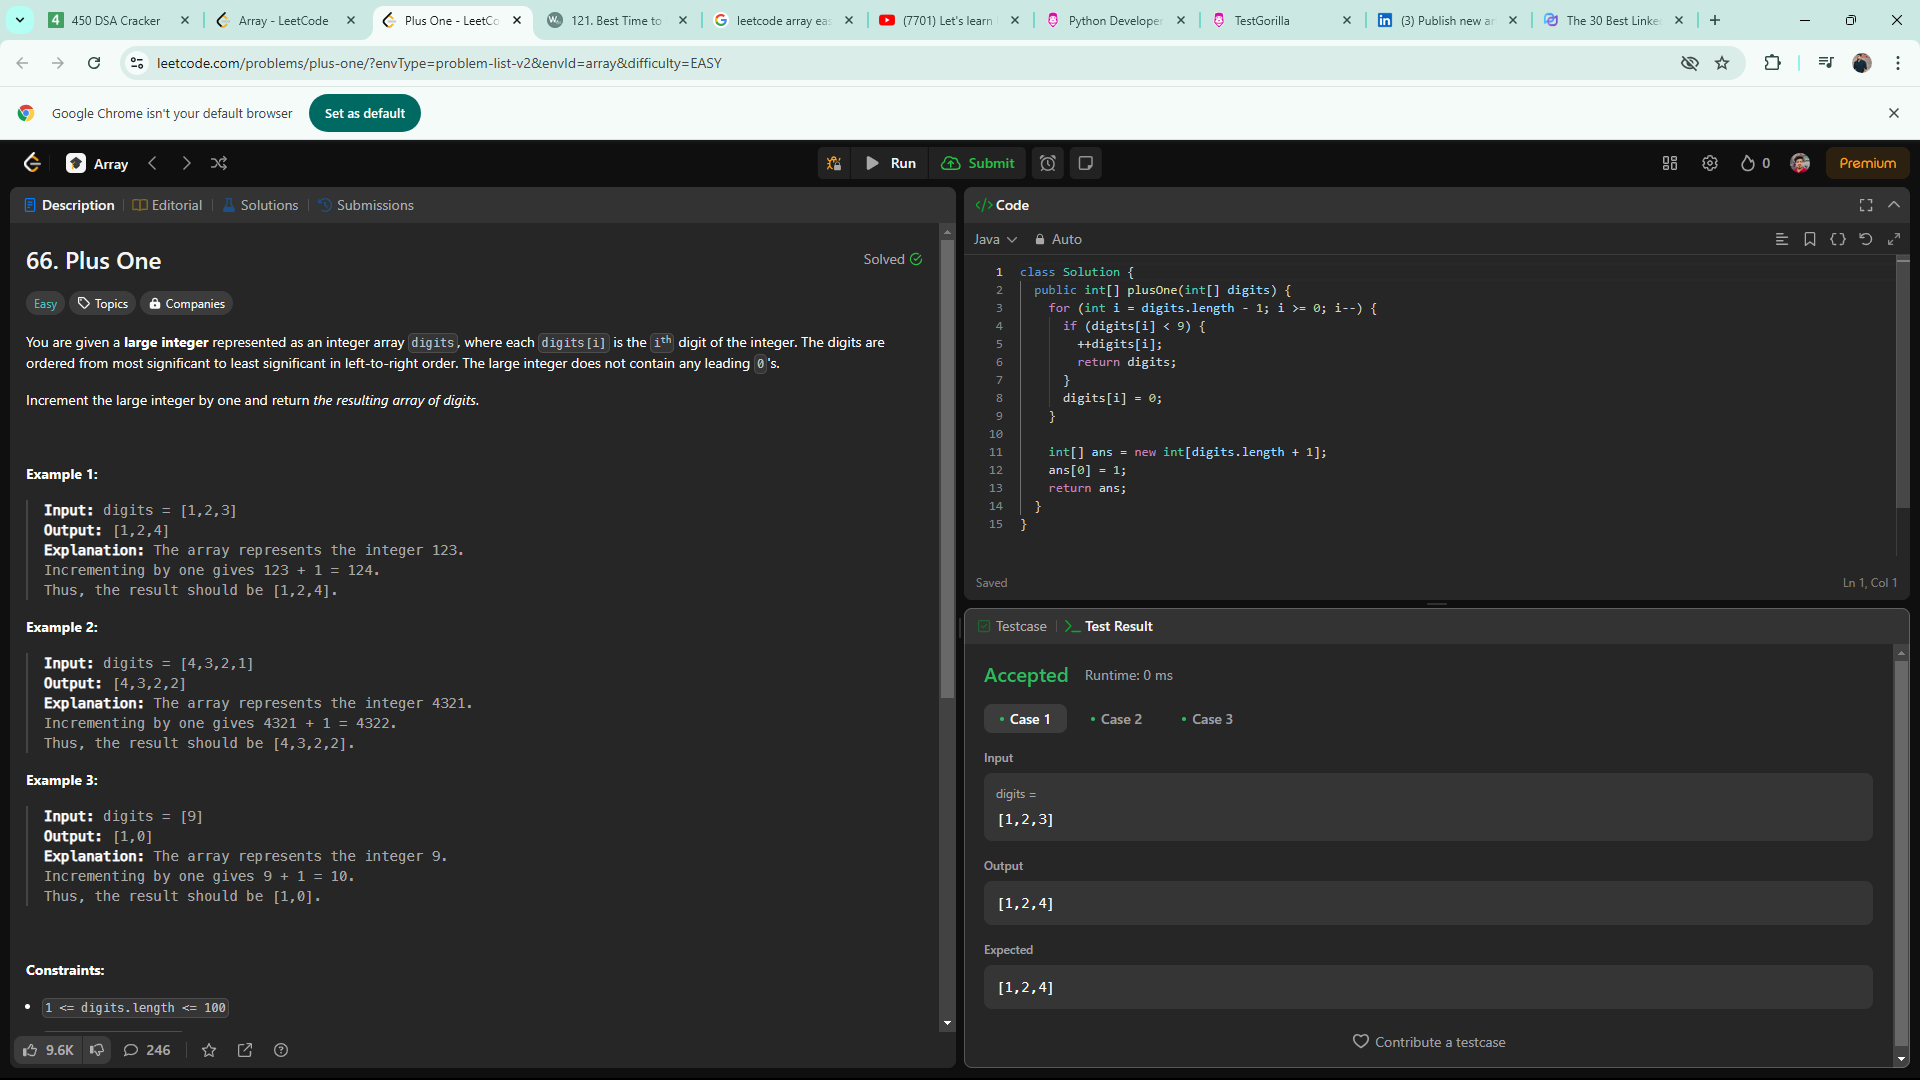 450 DSA Cracker
Array - LeetCode
Plus One - LeetCo
121. Best Time to
leetcode array eas
(7701) Let's learn
Python Developer
TestGorilla
(3) Publish new ar
The 30 Best Linke
leetcode.com/problems/plus-one/?envType=problem-list-v2&envId=array&difficulty=EASY
Google Chrome isn't your default browser
Set as default
Array
Run
Submit
0
Premium
Description
Editorial
Solutions
Submissions
66. Plus One
Solved
Easy
Topics
Companies
You are given a large integer represented as an integer array digits, where each digits[i] is the ith digit of the integer. The digits are
ordered from most significant to least significant in left-to-right order. The large integer does not contain any leading 0's.
Increment the large integer by one and return the resulting array of digits.
Example 1:
Input: digits = [1,2,3]
Output: [1,2,4]
Explanation: The array represents the integer 123.
Incrementing by one gives 123 + 1 = 124.
Thus, the result should be [1,2,4].
Example 2:
Input: digits = [4,3,2,1]
Output: [4,3,2,2]
Explanation: The array represents the integer 4321.
Incrementing by one gives 4321 + 1 = 4322.
Thus, the result should be [4,3,2,2].
Example 3:
Input: digits = [9]
Output: [1,0]
Explanation: The array represents the integer 9.
Incrementing by one gives 9 + 1 = 10.
Thus, the result should be [1,0].
Constraints:
1 <= digits.length <= 100
9.6K
246
</> Code
Java
Auto
1 class Solution {
2 public int[] plusOne(int[] digits) {
3 for (int i = digits.length - 1; i >= 0; i--) {
4 if (digits[i] < 9) {
5 ++digits[i];
6 return digits;
7 }
8 digits[i] = 0;
9 }
10
11 int[] ans = new int[digits.length + 1];
12 ans[0] = 1;
13 return ans;
14 }
15 }
Saved
Ln 1, Col 1
Testcase
Test Result
Accepted
Runtime: 0 ms
Case 1
Case 2
Case 3
Input
digits =
[1,2,3]
Output
[1,2,4]
Expected
[1,2,4]
Contribute a testcase